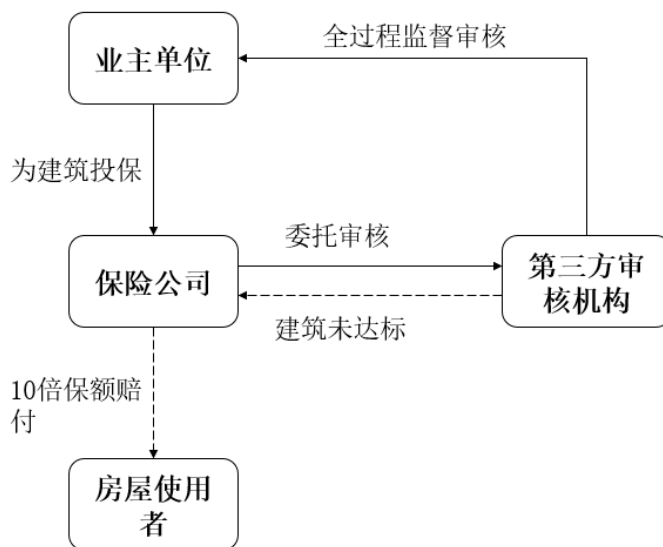 全过程监督审核
业主单位
为建筑投保
委托审核
保险公司
第三方审
核机构
建筑未达标
10倍保额赔
付
房屋使用
者